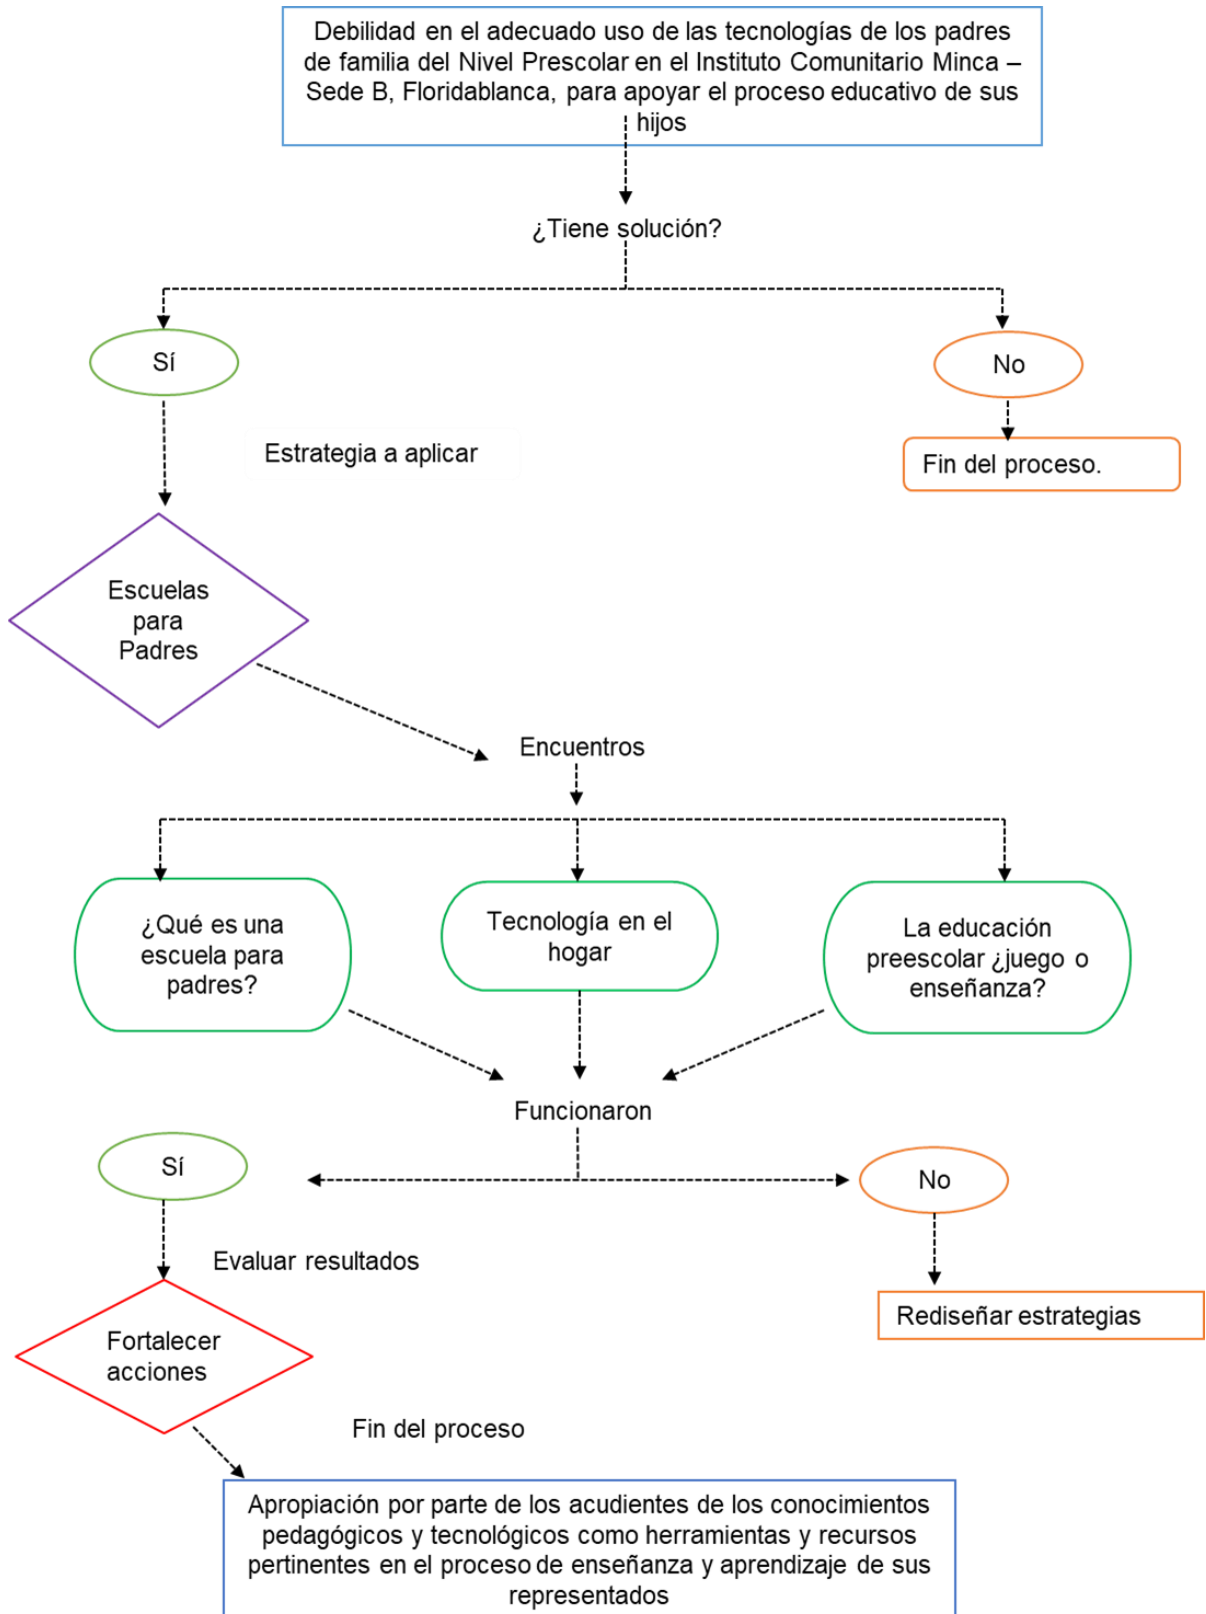 Debilidad en el adecuado uso de las tecnologías de los padres
de familia del Nivel Prescolar en el Instituto Comunitario Minca –
Sede B, Floridablanca, para apoyar el proceso educativo de sus
hijos
¿Tiene solución?
Sí
No
Estrategia a aplicar
Fin del proceso.
Escuelas
para
Padres
Encuentros
¿Qué es una
escuela para
padres?
Tecnología en el
hogar
La educación
preescolar ¿juego o
enseñanza?
Funcionaron
Sí
No
Evaluar resultados
Rediseñar estrategias
Fortalecer
acciones
Fin del proceso
Apropiación por parte de los acudientes de los conocimientos
pedagógicos y tecnológicos como herramientas y recursos
pertinentes en el proceso de enseñanza y aprendizaje de sus
representados